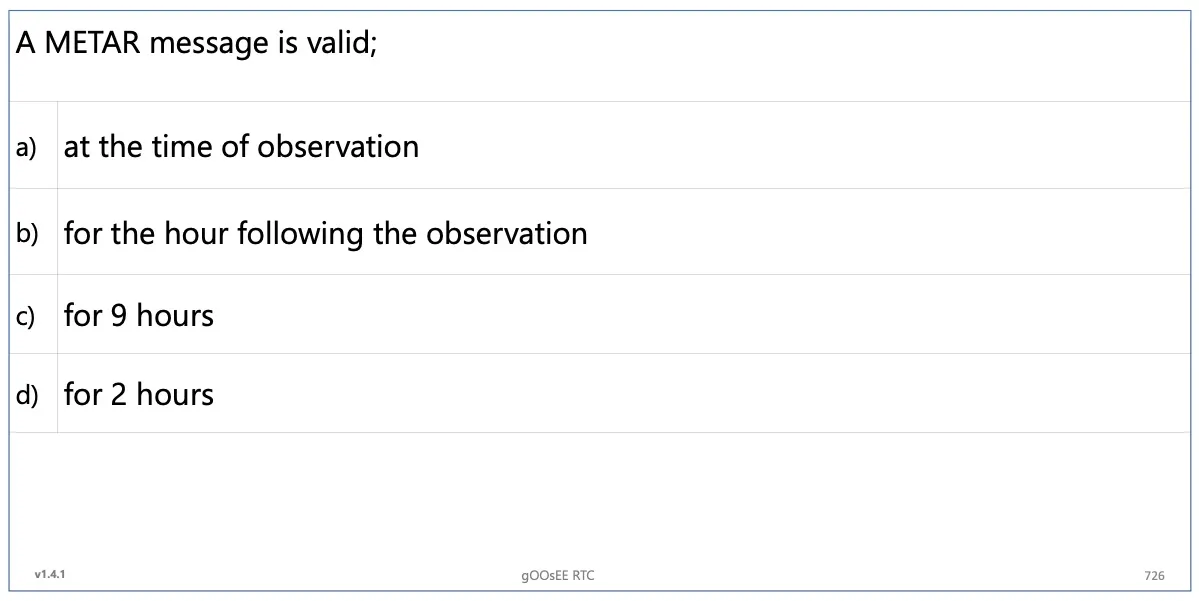 A METAR message is valid;
a) at the time of observation
b) for the hour following the observation
c) for 9 hours
d) for 2 hours
v1.4.1 gOOsEE RTC 726